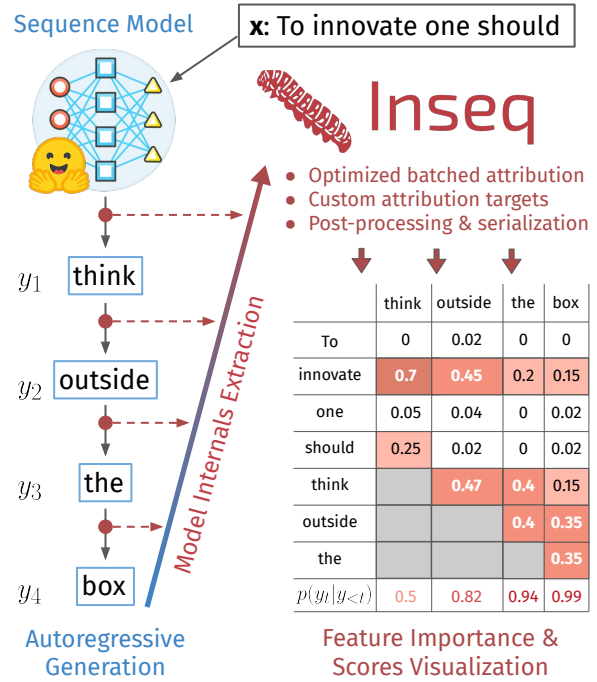 Sequence Model
x: To innovate one should
Inseq
• Optimized batched attribution
• Custom attribution targets
• Post-processing & serialization
y1 think
y2 outside
y3 the
y4 box
Model Internals Extraction
Autoregressive
Generation
think outside the box
To 0 0.02 0 0
innovate 0.7 0.45 0.2 0.15
one 0.05 0.04 0 0.02
should 0.25 0.02 0 0.02
think 0.47 0.4 0.15
outside 0.4 0.35
the 0.35
p(yt|y<t) 0.5 0.82 0.94 0.99
Feature Importance &
Scores Visualization